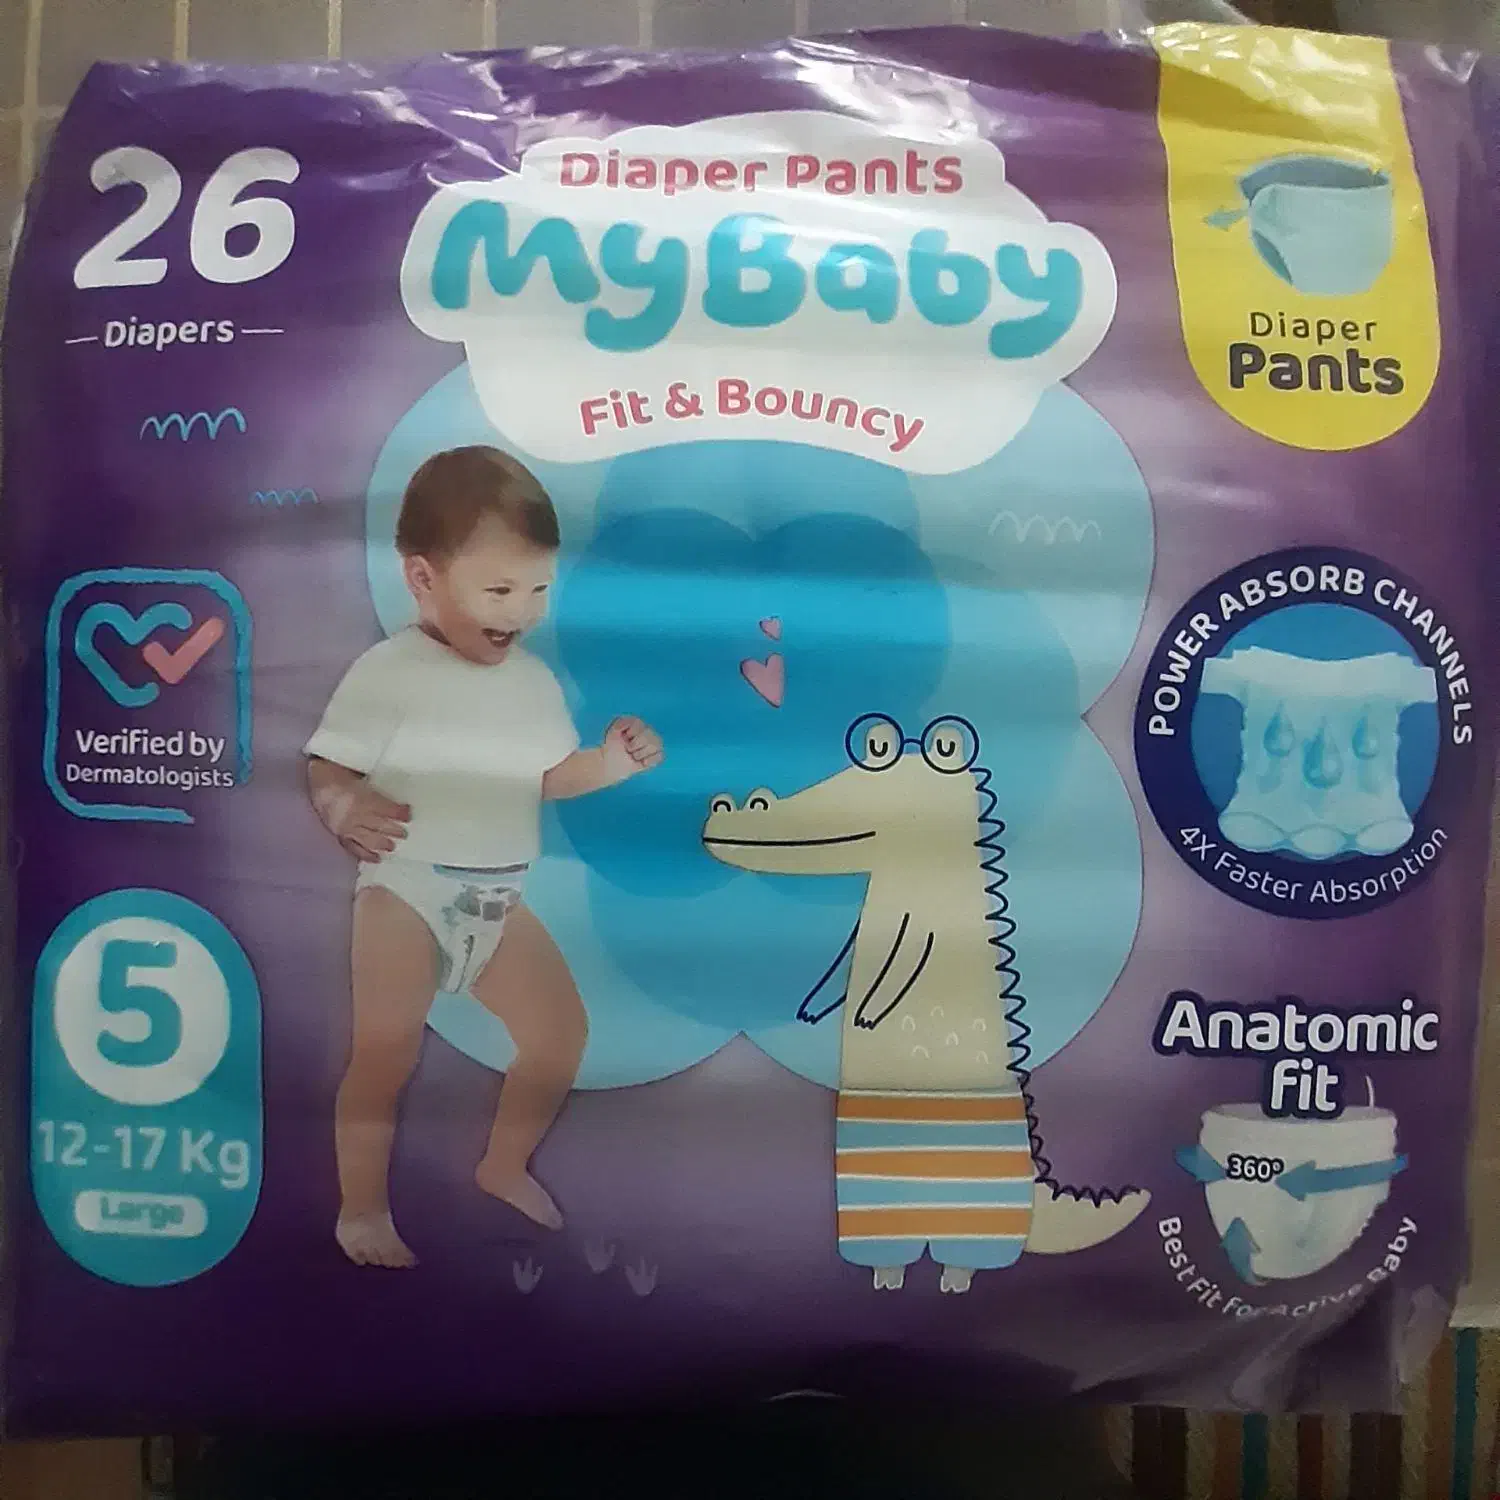 26
Diapers
Diaper Pants
MyBaby
Fit & Bouncy
Diaper
Pants
Verified by
Dermatologists
POWER ABSORB CHANNELS
4X Faster Absorption
5
12-17 Kg
Large
Anatomic
fit
360°
Best Fit For Active Baby